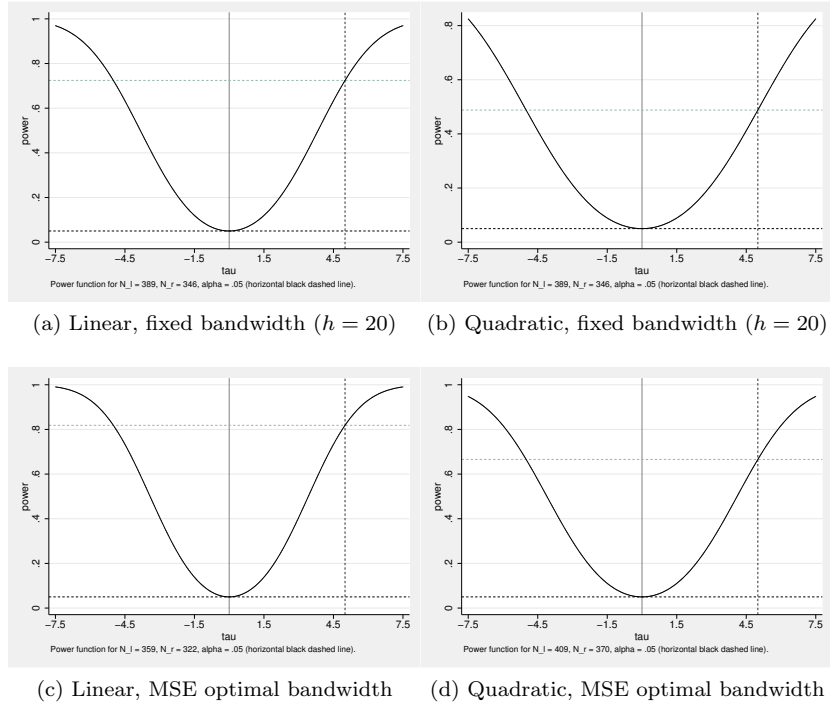 power
0 .2 .4 .6 .8 1
−7.5 −4.5 −1.5 1.5 4.5 7.5
tau
Power function for N_l = 389, N_r = 346, alpha = .05 (horizontal black dashed line).
(a) Linear, fixed bandwidth (h = 20)
power
0 .2 .4 .6 .8
−7.5 −4.5 −1.5 1.5 4.5 7.5
tau
Power function for N_l = 389, N_r = 346, alpha = .05 (horizontal black dashed line).
(b) Quadratic, fixed bandwidth (h = 20)
power
0 .2 .4 .6 .8 1
−7.5 −4.5 −1.5 1.5 4.5 7.5
tau
Power function for N_l = 359, N_r = 322, alpha = .05 (horizontal black dashed line).
(c) Linear, MSE optimal bandwidth
power
0 .2 .4 .6 .8 1
−7.5 −4.5 −1.5 1.5 4.5 7.5
tau
Power function for N_l = 409, N_r = 370, alpha = .05 (horizontal black dashed line).
(d) Quadratic, MSE optimal bandwidth